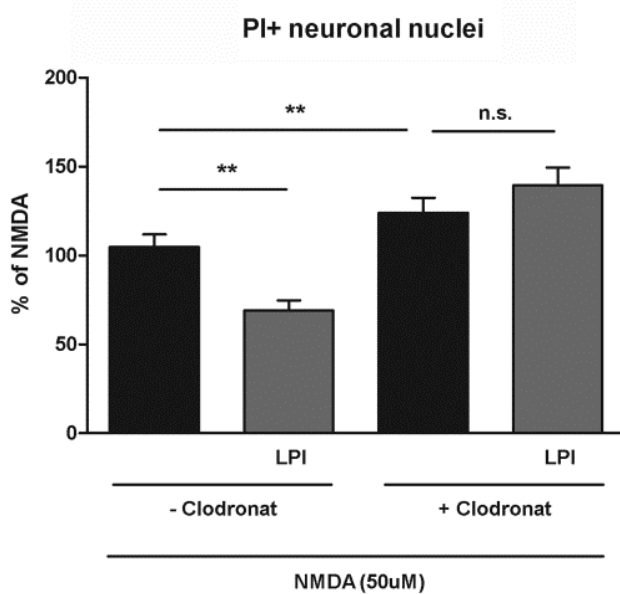 PI+ neuronal nuclei
200
**
n.s.
**
150
100
50
0
% of NMDA
LPI
LPI
- Clodronat
+ Clodronat
NMDA (50uM)